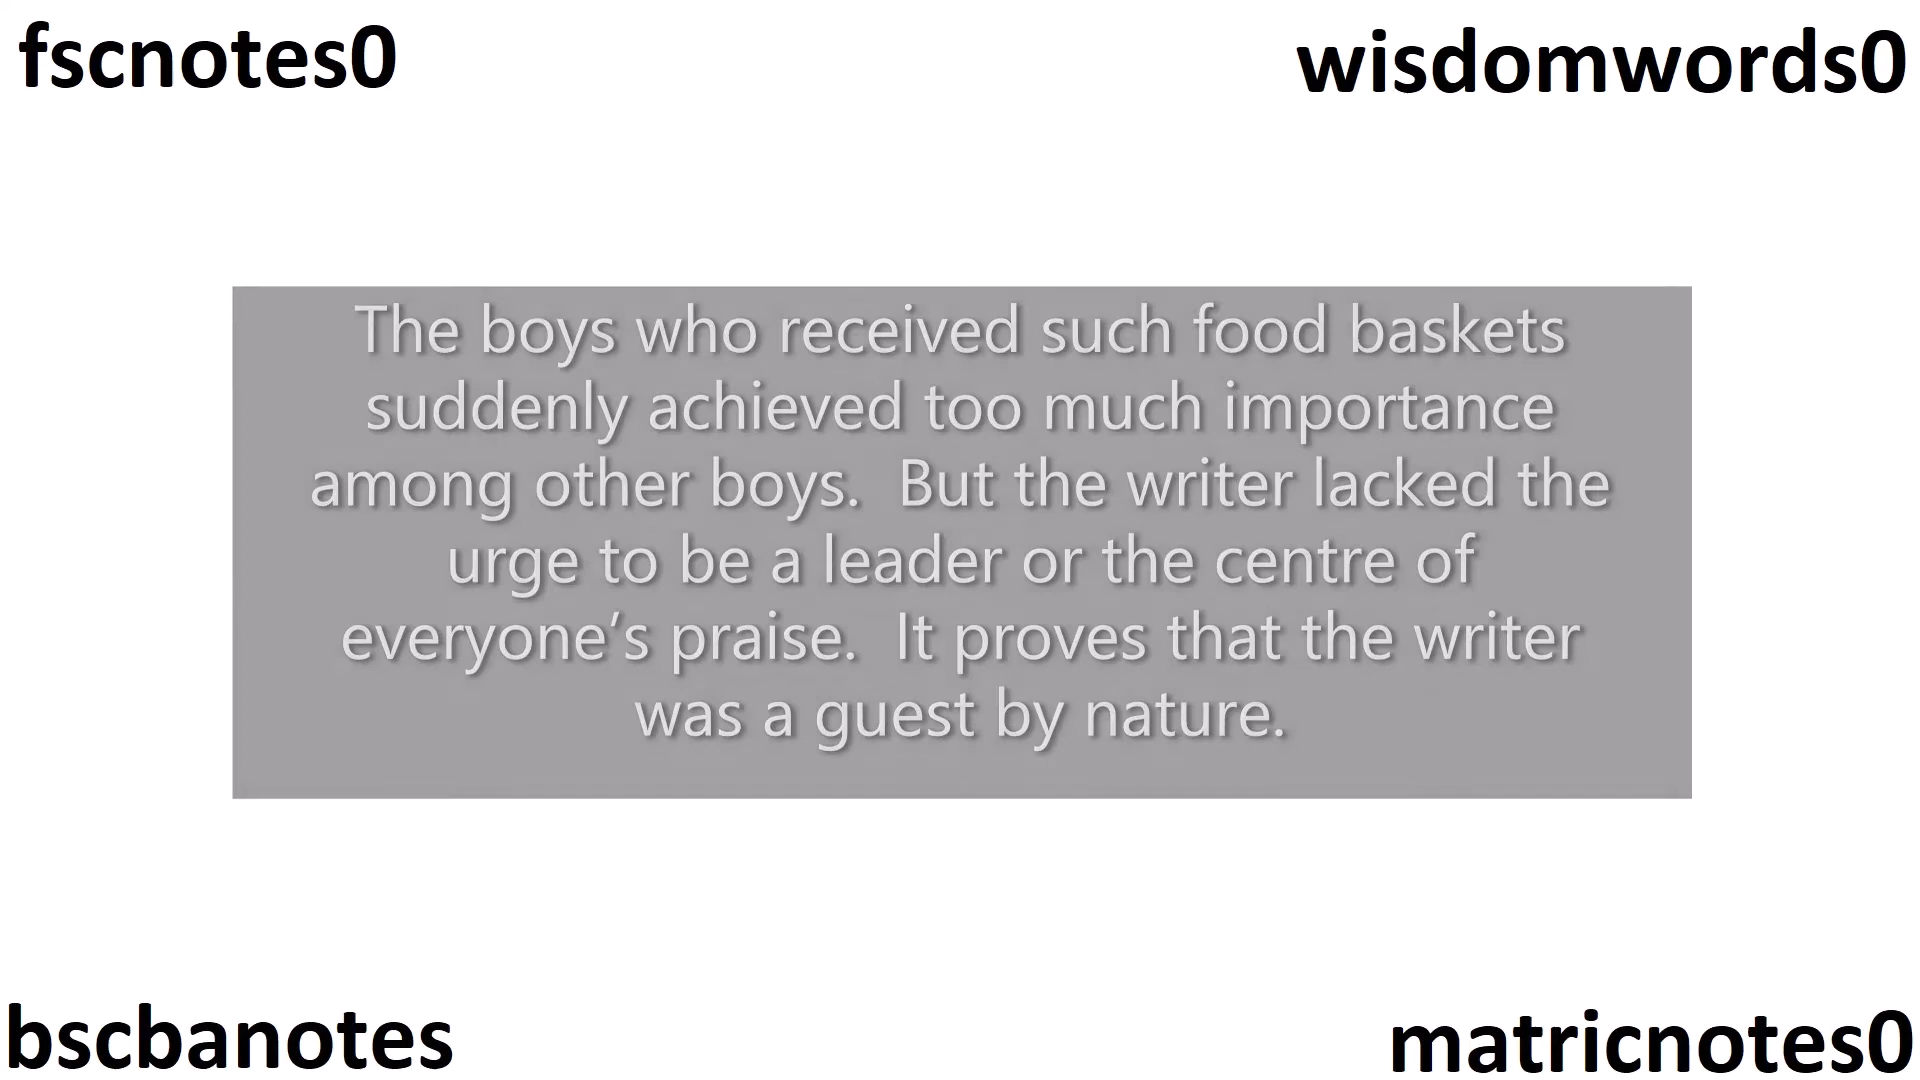 fscnotes0
wisdomwords0
The boys who received such food baskets
suddenly achieved too much importance
among other boys.  But the writer lacked the
urge to be a leader or the centre of
everyone’s praise.  It proves that the writer
was a guest by nature.
bscbanotes
matricnotes0